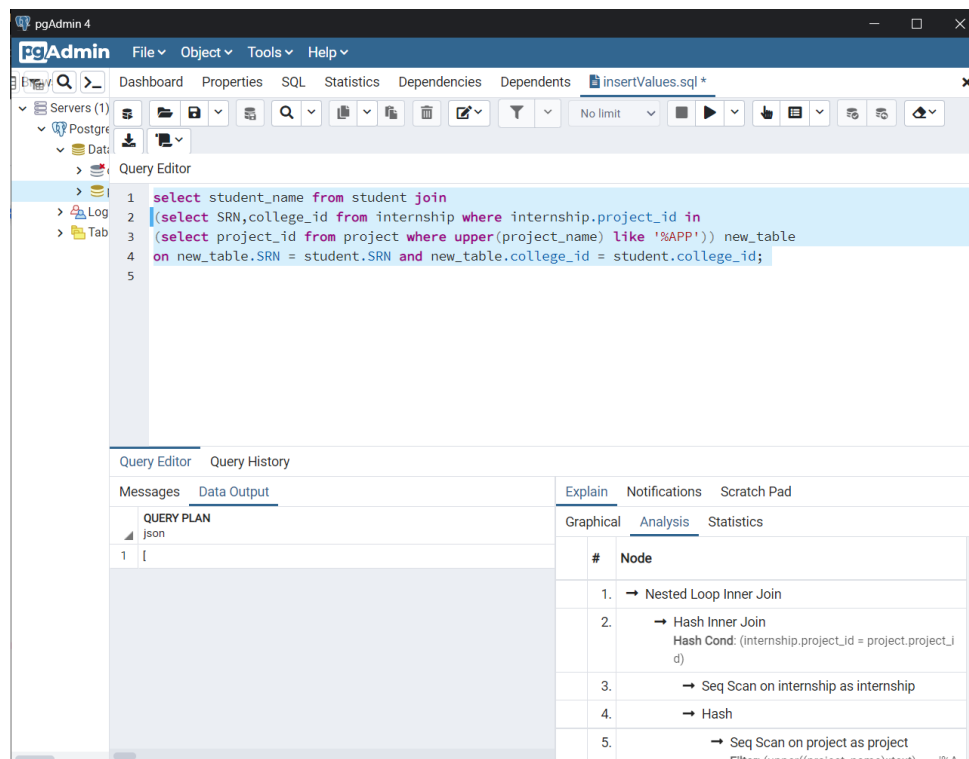 pgAdmin 4
pgAdmin File Object Tools Help
Dashboard Properties SQL Statistics Dependencies Dependents insertValues.sql *
Servers (1)
No limit
Query Editor
1 select student_name from student join
2 (select SRN,college_id from internship where internship.project_id in
3 (select project_id from project where upper(project_name) like '%APP')) new_table
4 on new_table.SRN = student.SRN and new_table.college_id = student.college_id;
5
Postgre
Data
Log
Tab
Query Editor Query History
Messages Data Output
QUERY PLAN
json
1 [
Explain Notifications Scratch Pad
Graphical Analysis Statistics
# Node
1. → Nested Loop Inner Join
2. → Hash Inner Join
Hash Cond: (internship.project_id = project.project_i
d)
3. → Seq Scan on internship as internship
4. → Hash
5. → Seq Scan on project as project